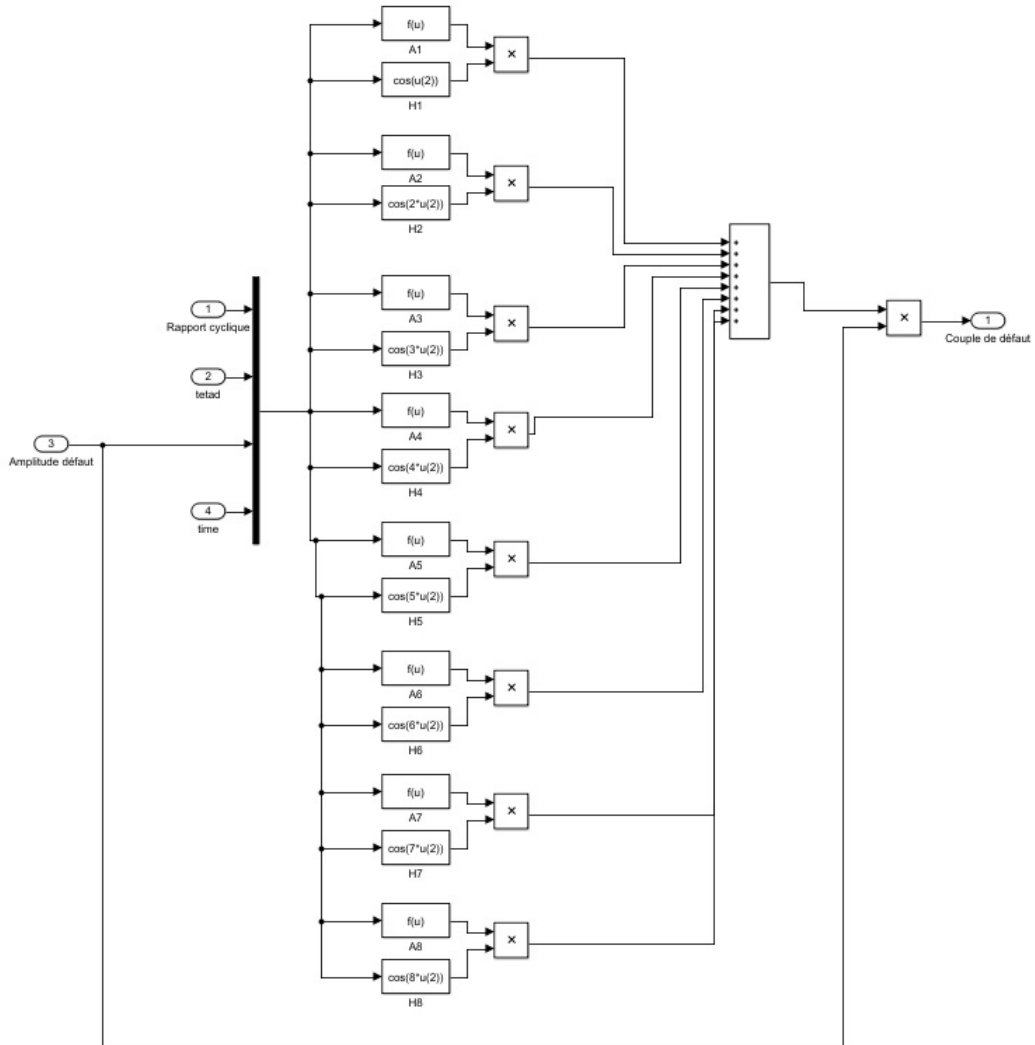 f(u)
A1
×
cos(u(2))
H1
f(u)
A2
×
cos(2*u(2))
H2
f(u)
A3
×
cos(3*u(2))
H3
f(u)
A4
×
cos(4*u(2))
H4
f(u)
A5
×
cos(5*u(2))
H5
f(u)
A6
×
cos(6*u(2))
H6
f(u)
A7
×
cos(7*u(2))
H7
f(u)
A8
×
cos(8*u(2))
H8
1
Rapport cyclique
2
tetad
3
Amplitude défaut
4
time
+
+
+
+
+
+
+
+
×
1
Couple de défaut